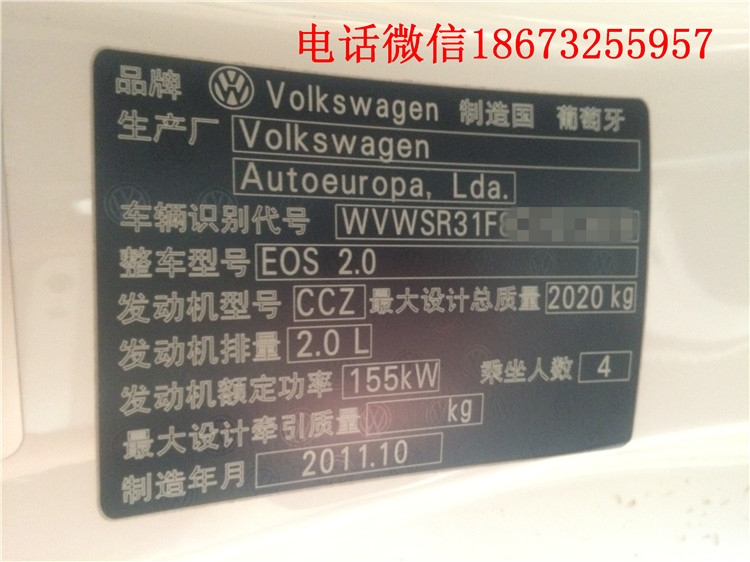 电话微信18673255957
品牌 Volkswagen 制造国 葡萄牙
生产厂 Volkswagen
Autoeuropa, Lda.
车辆识别代号 WVWSR31F
整车型号 EOS 2.0
发动机型号 CCZ 最大设计总质量 2020 kg
发动机排量 2.0 L
发动机额定功率 155kW 乘坐人数 4
最大设计牵引质量 kg
制造年月 2011.10